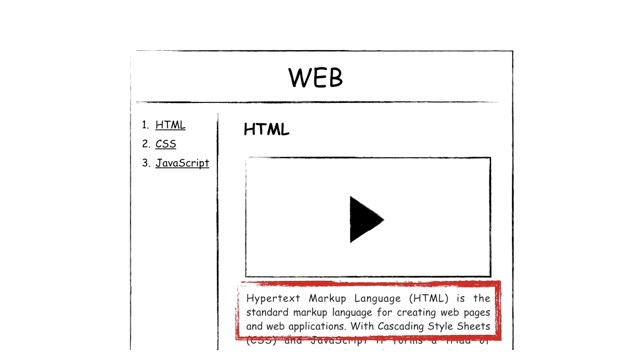 WEB
1. HTML
2. CSS
3. JavaScript
HTML
Hypertext Markup Language (HTML) is the
standard markup language for creating web pages
and web applications. With Cascading Style Sheets
(CSS) and JavaScript it forms a triad of